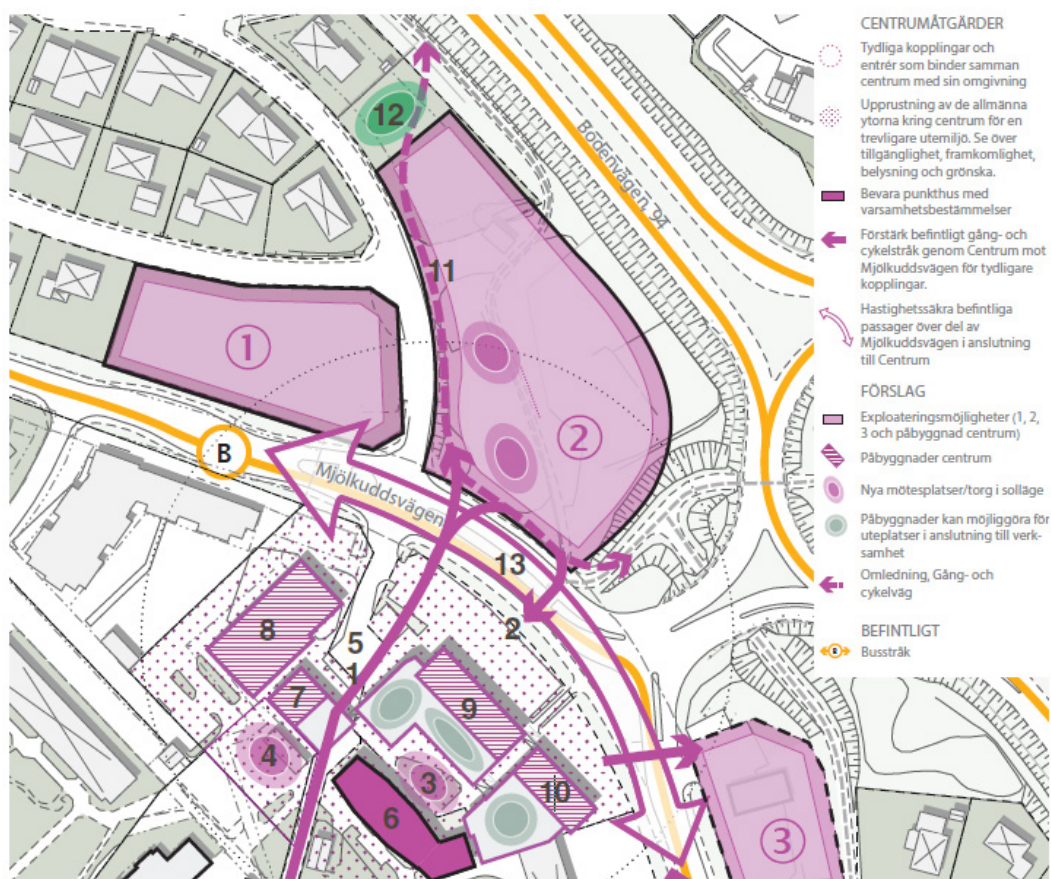 CENTRUMÅTGÄRDER
Tydliga kopplingar och
entrér som binder samman
centrum med sin omgivning
Upprustning av de allmänna
ytorna kring centrum för en
trevligare utemiljö. Se över
tillgänglighet, framkomlighet,
belysning och grönska.
Bevara punkthus med
varsamhetsbestämmelser
Förstärk befintligt gång- och
cykelstråk genom Centrum mot
Mjölkuddsvägen för tydligare
kopplingar.
Hastighetssäkra befintliga
passager över del av
Mjölkuddsvägen i anslutning
till Centrum
FÖRSLAG
Exploateringsmöjligheter (1, 2,
3 och påbyggnad centrum)
Påbyggnader centrum
Nya mötesplatser/torg i solläge
Påbyggnader kan möjliggöra för
uteplatser i anslutning till verk-
samhet
Omledning, Gång- och
cykelväg
BEFINTLIGT
B
Busstråk
12
Bodenvägen 94
11
1
2
B
Mjölkuddsvägen
13
2
8
5
1
7
9
4
3
10
6
3